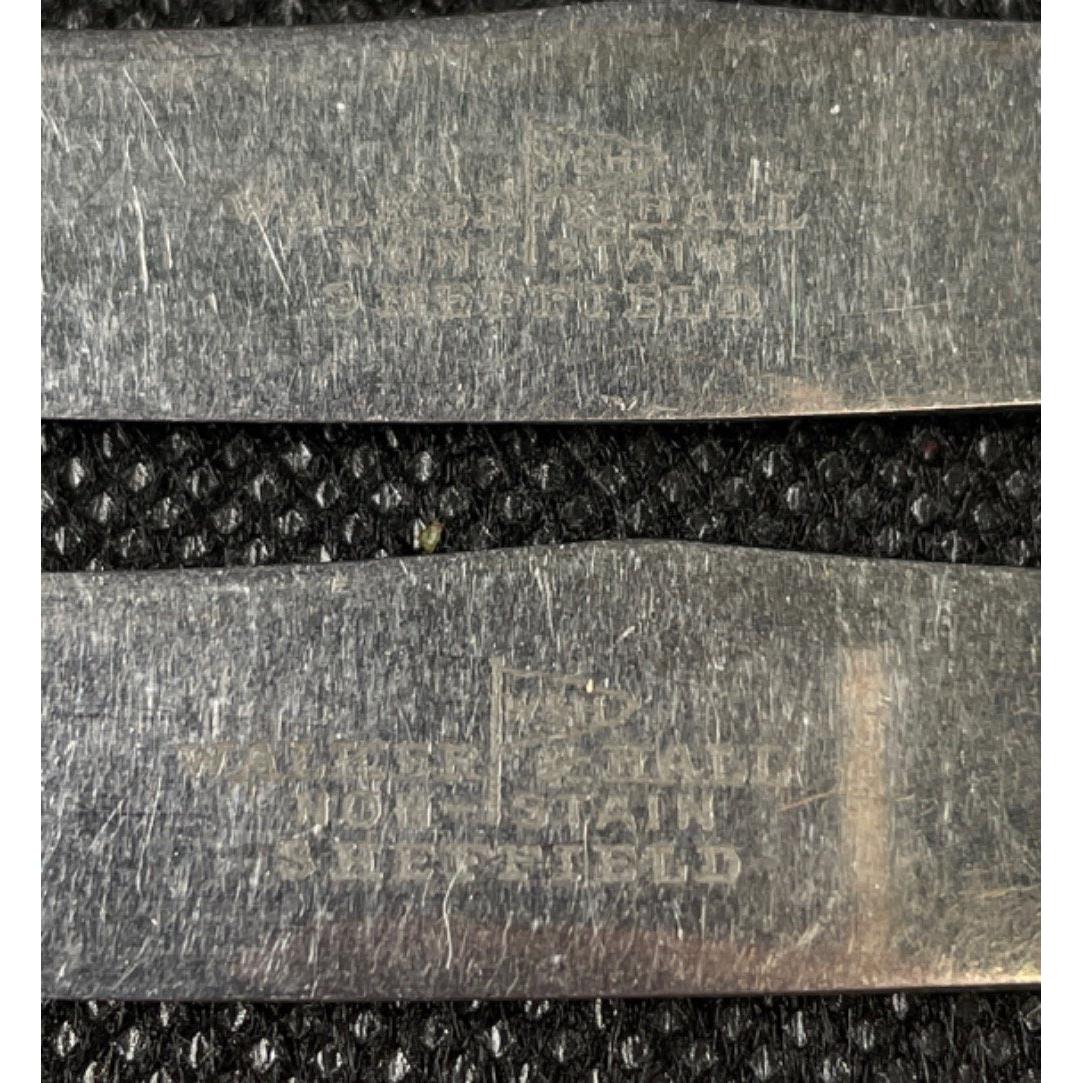 W&H
WALKER & HALL
NON-STAIN
SHEFFIELD
W&H
WALKER & HALL
NON-STAIN
SHEFFIELD